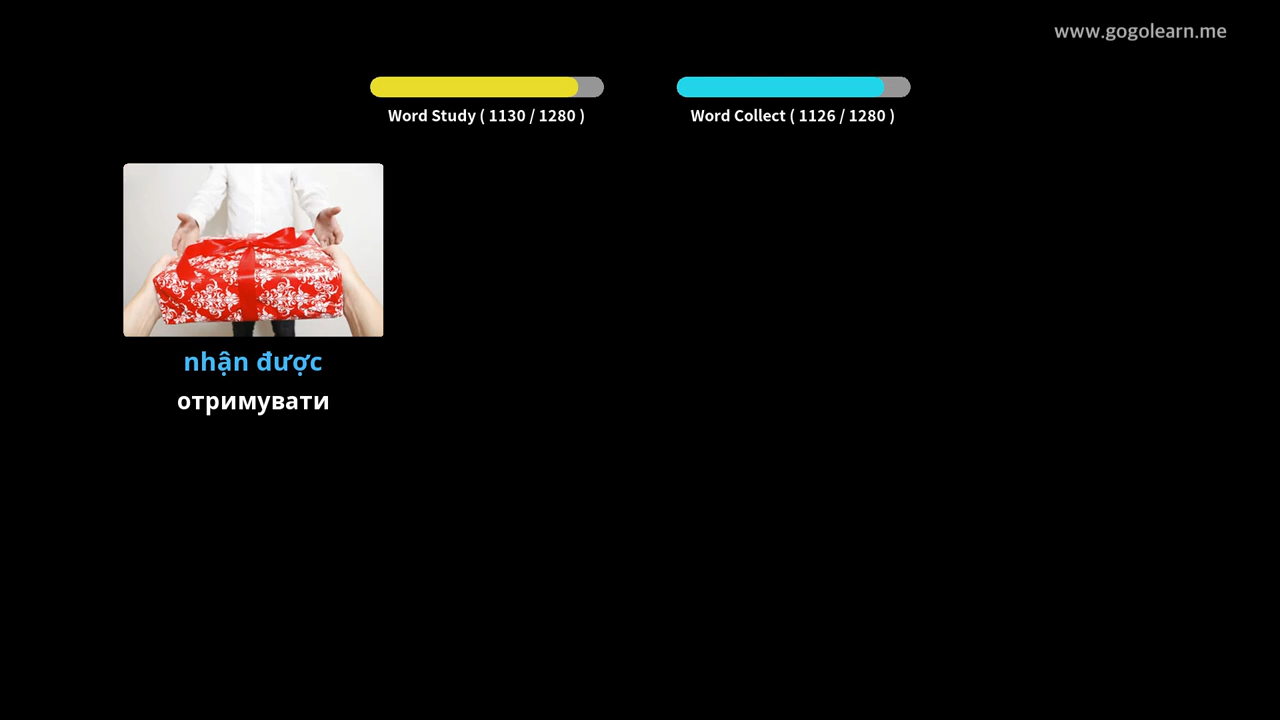 www.gogolearn.me
Word Study ( 1130 / 1280 )
Word Collect ( 1126 / 1280 )
nhận được
отримувати